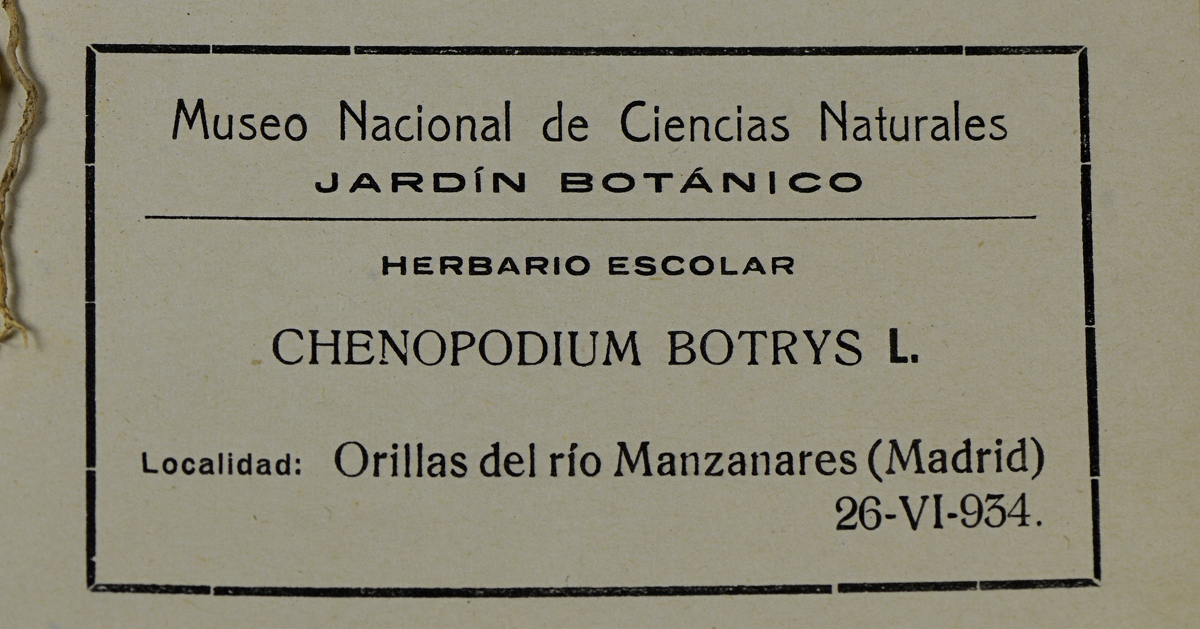 Museo Nacional de Ciencias Naturales
JARDÍN BOTÁNICO
HERBARIO ESCOLAR
CHENOPODIUM BOTRYS L.
Localidad: Orillas del río Manzanares (Madrid)
26-VI-934.